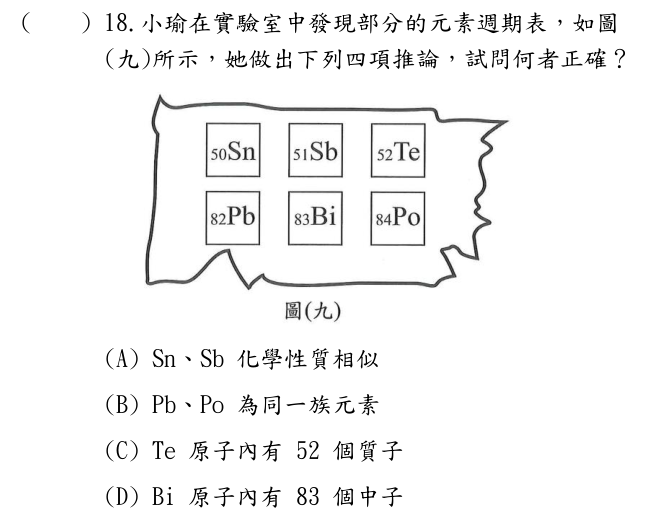 (　　) 18. 小瑜在實驗室中發現部分的元素週期表，如圖
(九)所示，她做出下列四項推論，試問何者正確？
50Sn 51Sb 52Te
82Pb 83Bi 84Po
圖(九)
(A) Sn、Sb 化學性質相似
(B) Pb、Po 為同一族元素
(C) Te 原子內有 52 個質子
(D) Bi 原子內有 83 個中子